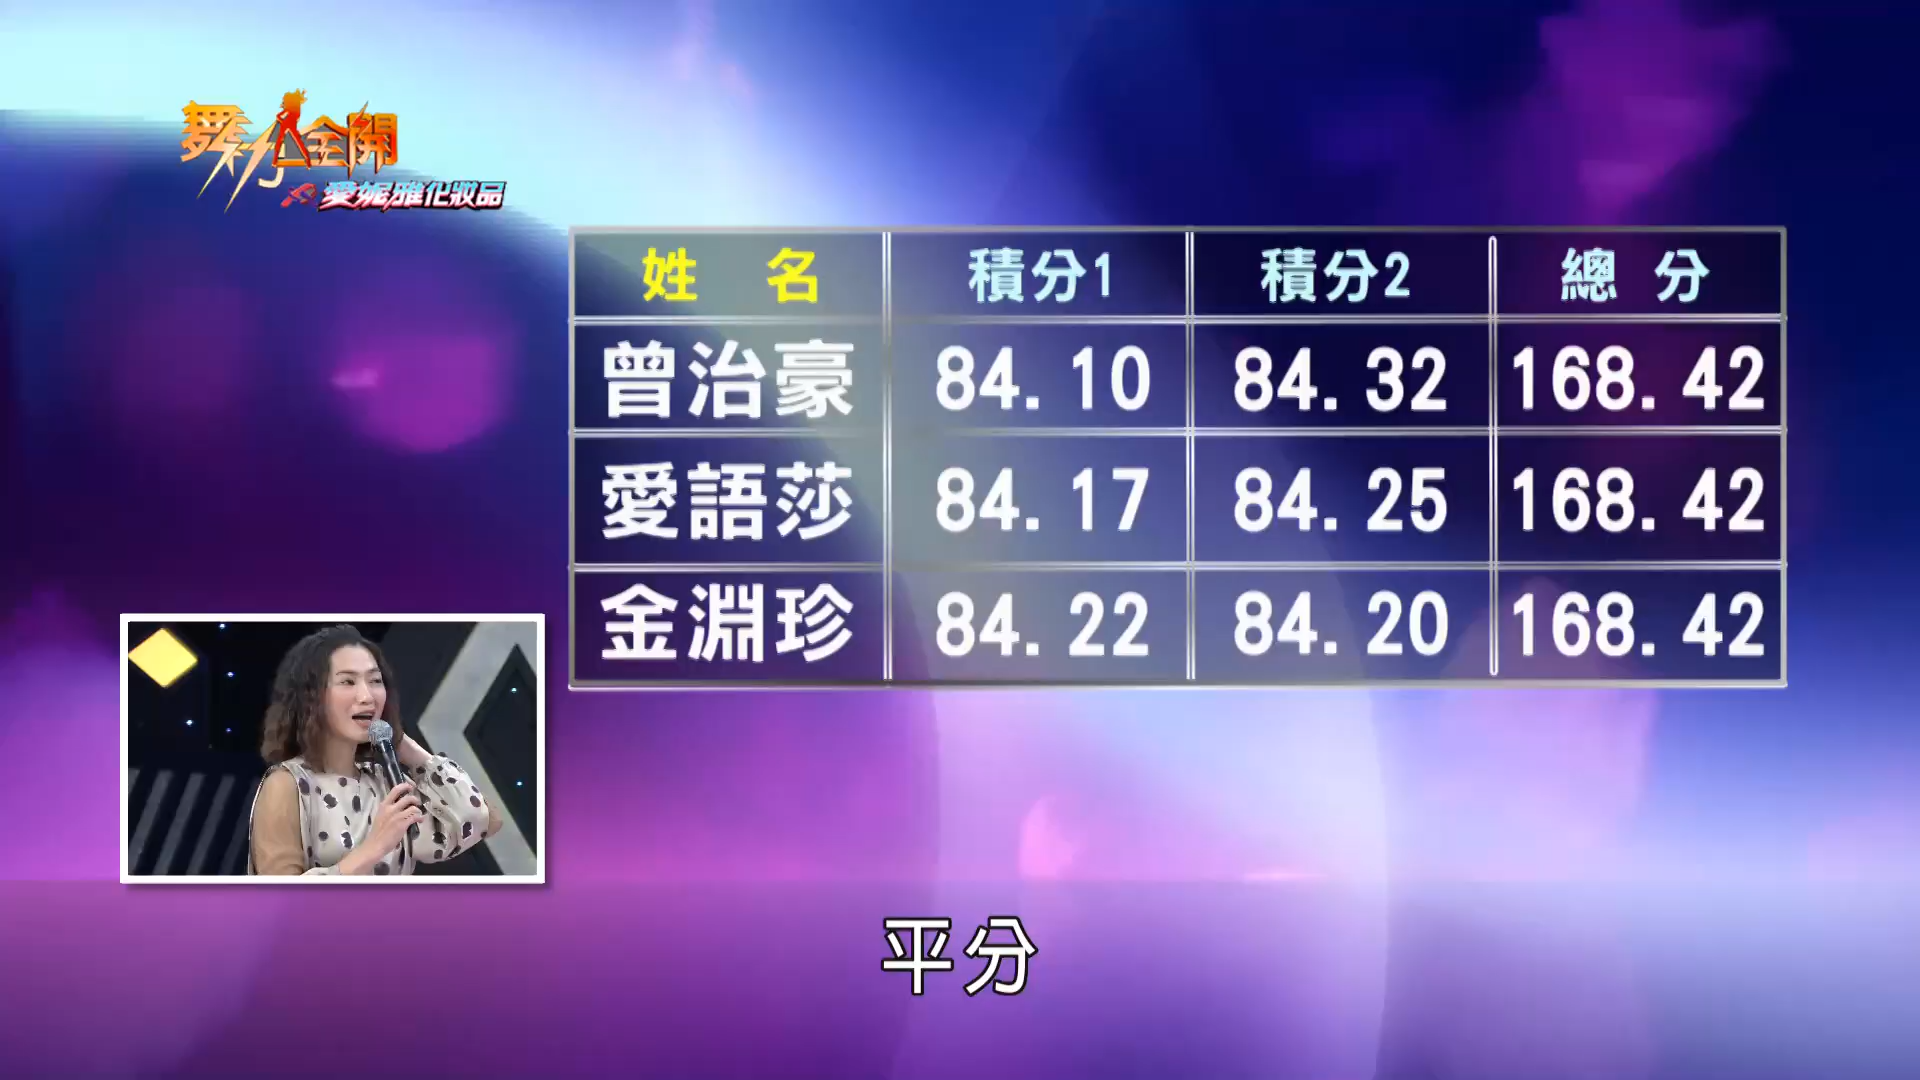 舞力全開
愛妮雅化妝品
姓 名 積分1 積分2 總 分
曾治豪 84.10 84.32 168.42
愛語莎 84.17 84.25 168.42
金淵珍 84.22 84.20 168.42
平分